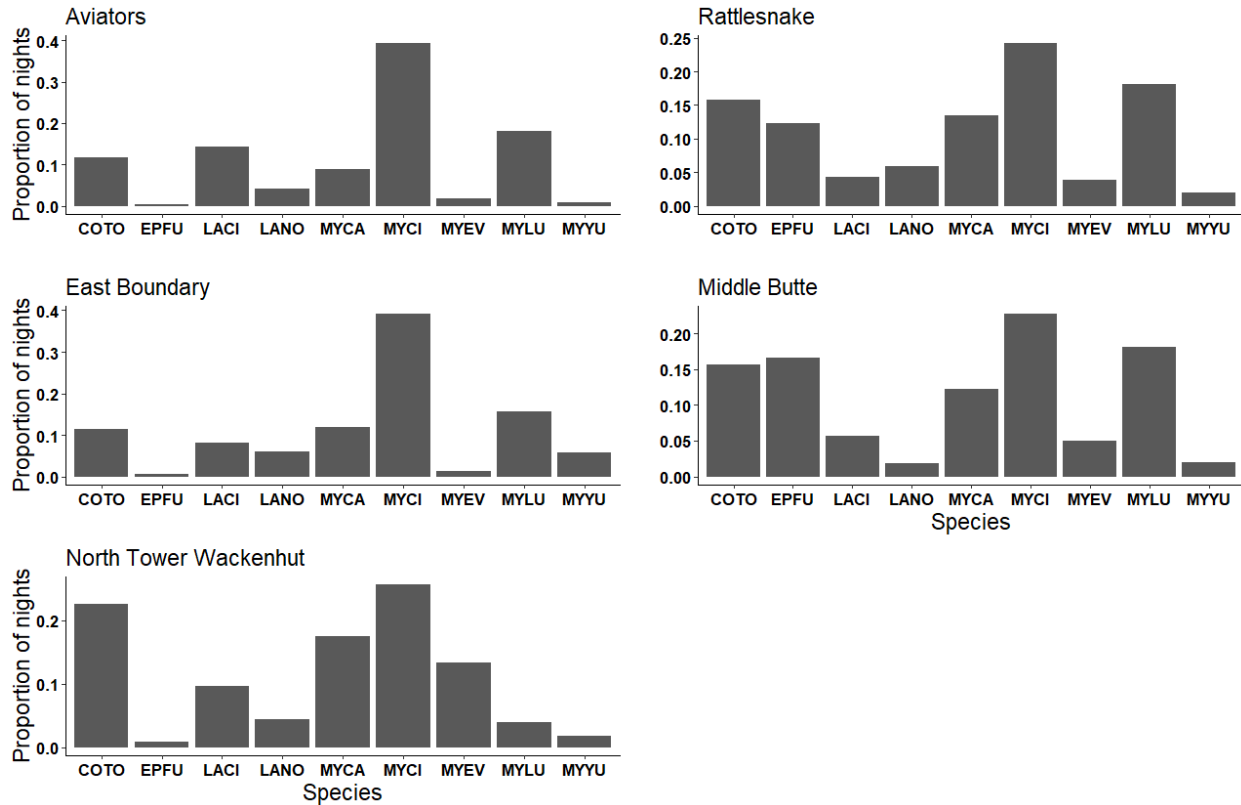 Aviators
Proportion of nights
0.4
0.3
0.2
0.1
0.0
COTO EPFU LACI LANO MYCA MYCI MYEV MYLU MYYU
Rattlesnake
0.25
0.20
0.15
0.10
0.05
0.00
COTO EPFU LACI LANO MYCA MYCI MYEV MYLU MYYU
East Boundary
Proportion of nights
0.4
0.3
0.2
0.1
0.0
COTO EPFU LACI LANO MYCA MYCI MYEV MYLU MYYU
Middle Butte
0.20
0.15
0.10
0.05
0.00
COTO EPFU LACI LANO MYCA MYCI MYEV MYLU MYYU
Species
North Tower Wackenhut
Proportion of nights
0.2
0.1
0.0
COTO EPFU LACI LANO MYCA MYCI MYEV MYLU MYYU
Species